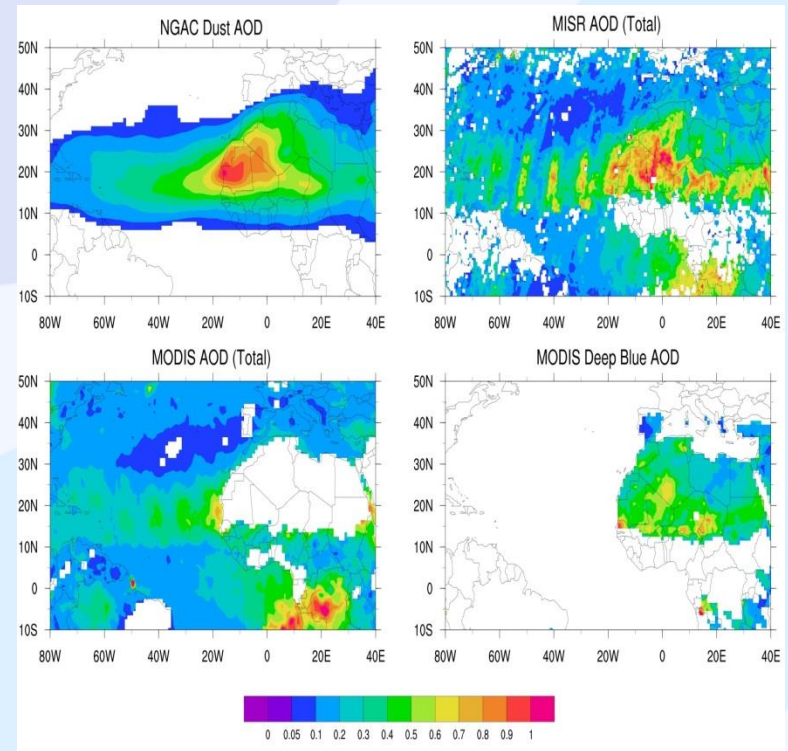 NGAC Dust AOD
50N
40N
30N
20N
10N
0
10S
80W 60W 40W 20W 0 20E 40E
MISR AOD (Total)
50N
40N
30N
20N
10N
0
10S
80W 60W 40W 20W 0 20E 40E
MODIS AOD (Total)
50N
40N
30N
20N
10N
0
10S
80W 60W 40W 20W 0 20E 40E
MODIS Deep Blue AOD
50N
40N
30N
20N
10N
0
10S
80W 60W 40W 20W 0 20E 40E
0 0.05 0.1 0.2 0.3 0.4 0.5 0.6 0.7 0.8 0.9 1